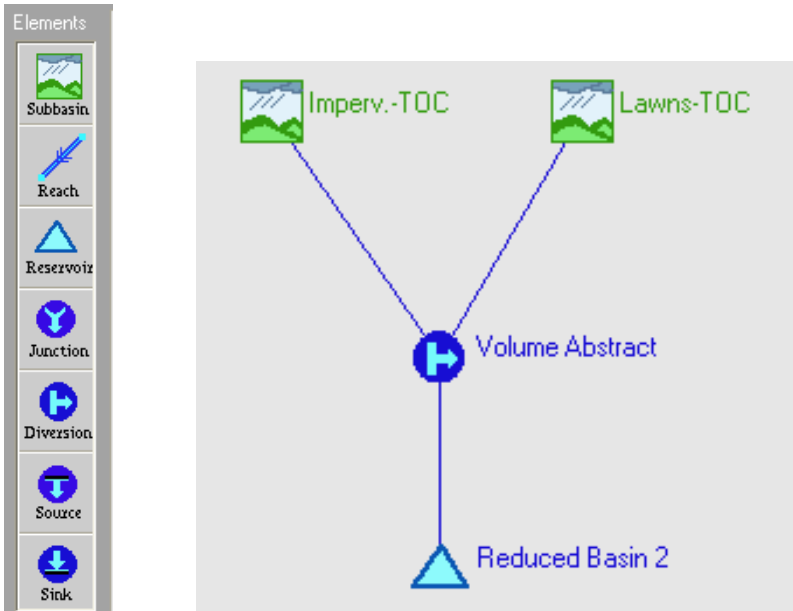 Elements
Subbasin
Reach
Reservoir
Junction
Diversion
Source
Sink
Imperv.-TOC
Lawns-TOC
Volume Abstract
Reduced Basin 2